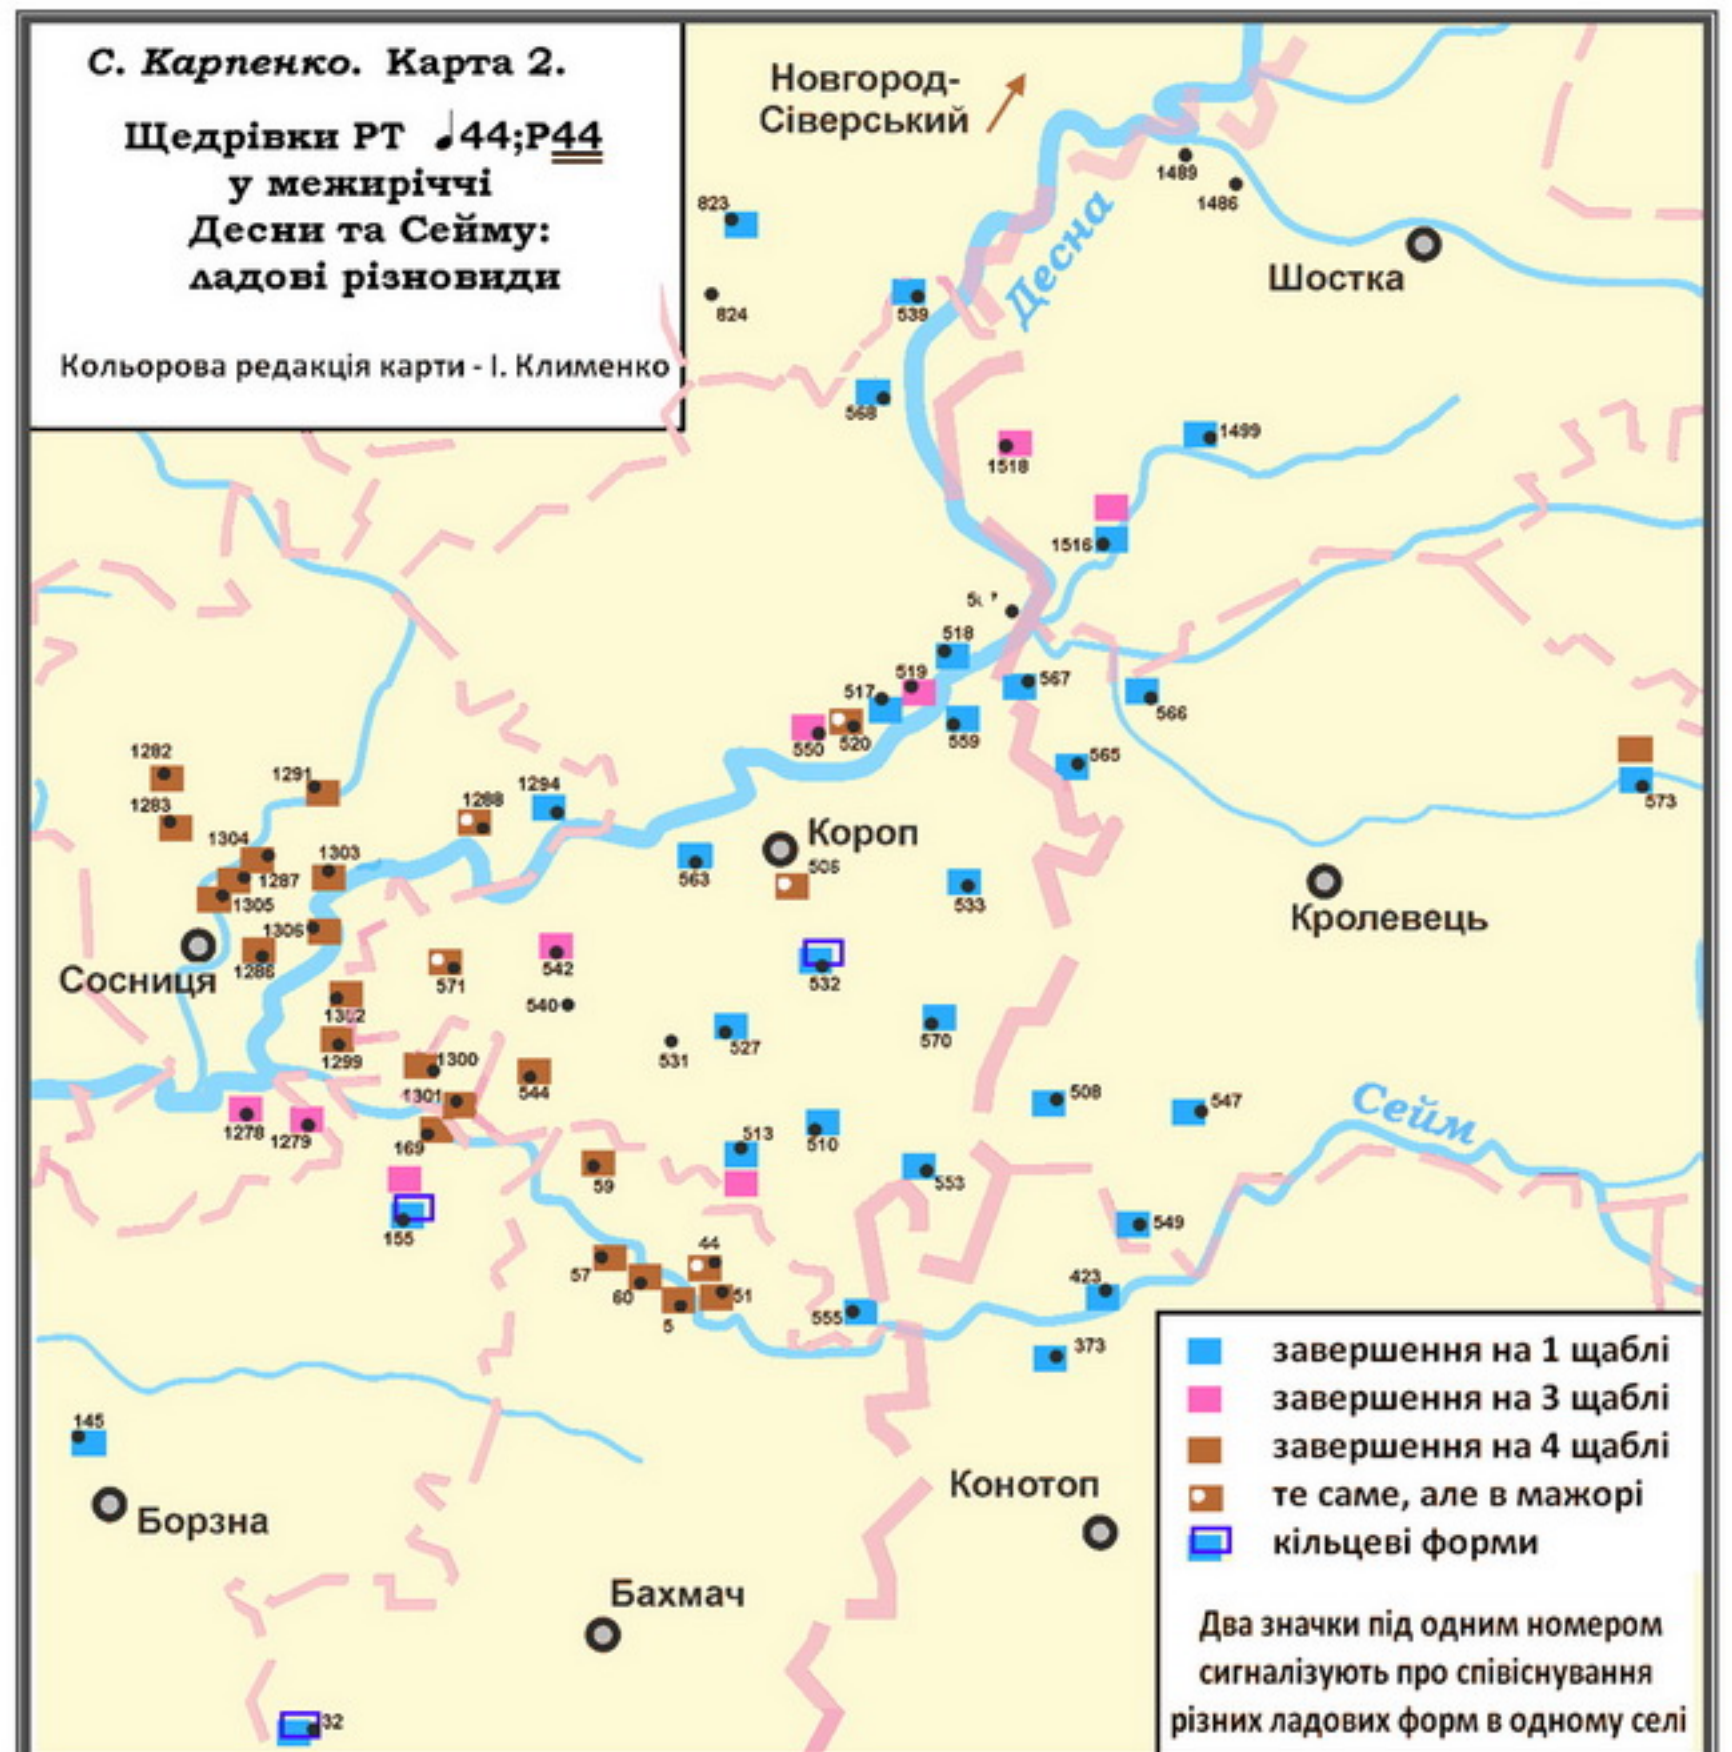 С. Карпенко. Карта 2.
Щедрівки РТ ♩44;Р44
у межиріччі
Десни та Сейму:
ладові різновиди
Кольорова редакція карти - І. Клименко
Новгород-
Сіверський
1489
1486
823
Десна
Шостка
824
539
568
1499
1518
1516
518
519
567
517
566
550
520
559
565
1282
1291
573
1283
1288
1294
1304
1303
Короп
1287
563
506
1305
533
Кролевець
1306
1286
542
Сосниця
571
532
540
1302
527
570
1299
531
1300
544
508
547
1301
Сейм
1278
1279
169
513
510
59
553
155
549
44
57
423
60
51
5
555
373
завершення на 1 щаблі
завершення на 3 щаблі
145
завершення на 4 щаблі
Конотоп
те саме, але в мажорі
Борзна
кільцеві форми
Бахмач
Два значки під одним номером
сигналізують про співіснування
різних ладових форм в одному селі
32